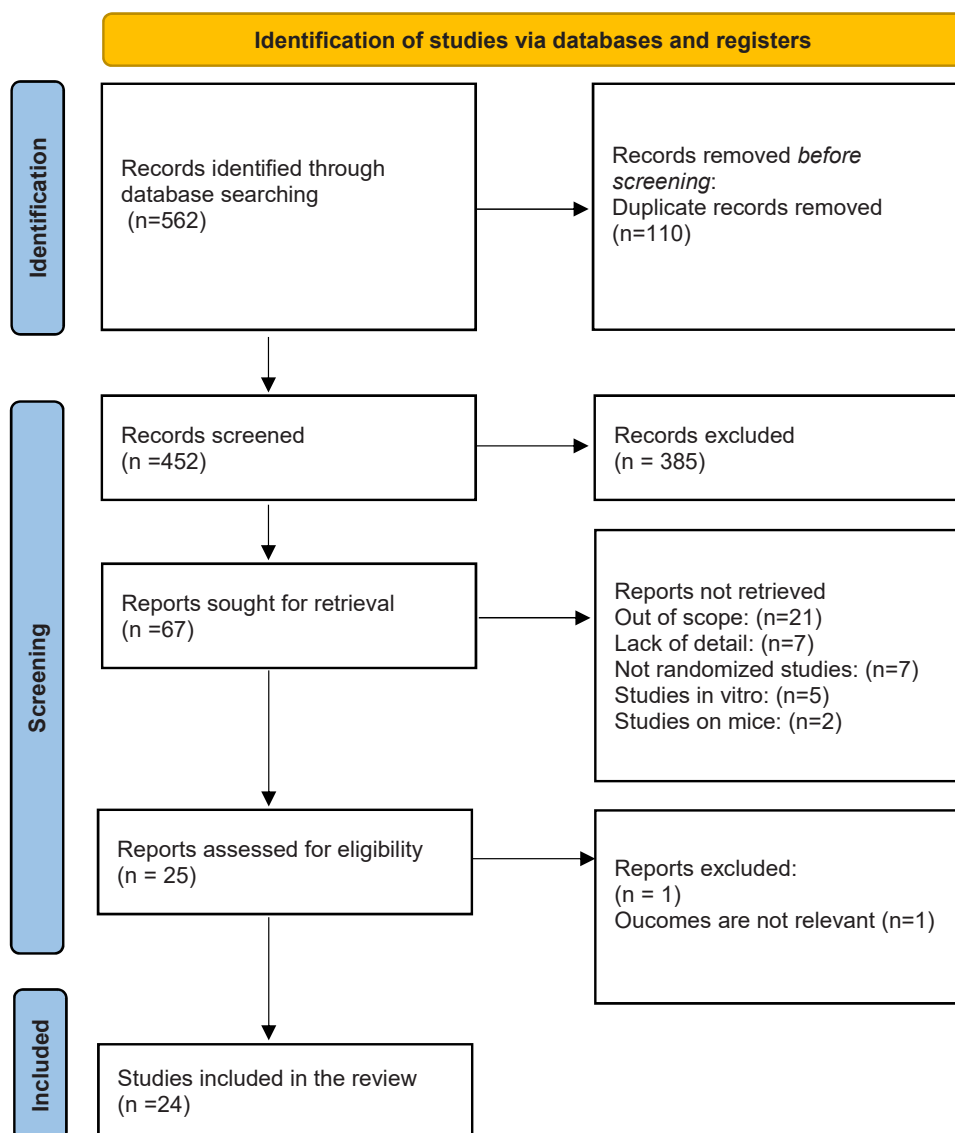 Identification of studies via databases and registers
Identification
Records identified through
database searching
(n=562)
Records removed before
screening:
Duplicate records removed
(n=110)
Screening
Records screened
(n =452)
Records excluded
(n = 385)
Reports sought for retrieval
(n =67)
Reports not retrieved
Out of scope: (n=21)
Lack of detail: (n=7)
Not randomized studies: (n=7)
Studies in vitro: (n=5)
Studies on mice: (n=2)
Reports assessed for eligibility
(n = 25)
Reports excluded:
(n = 1)
Oucomes are not relevant (n=1)
Included
Studies included in the review
(n =24)